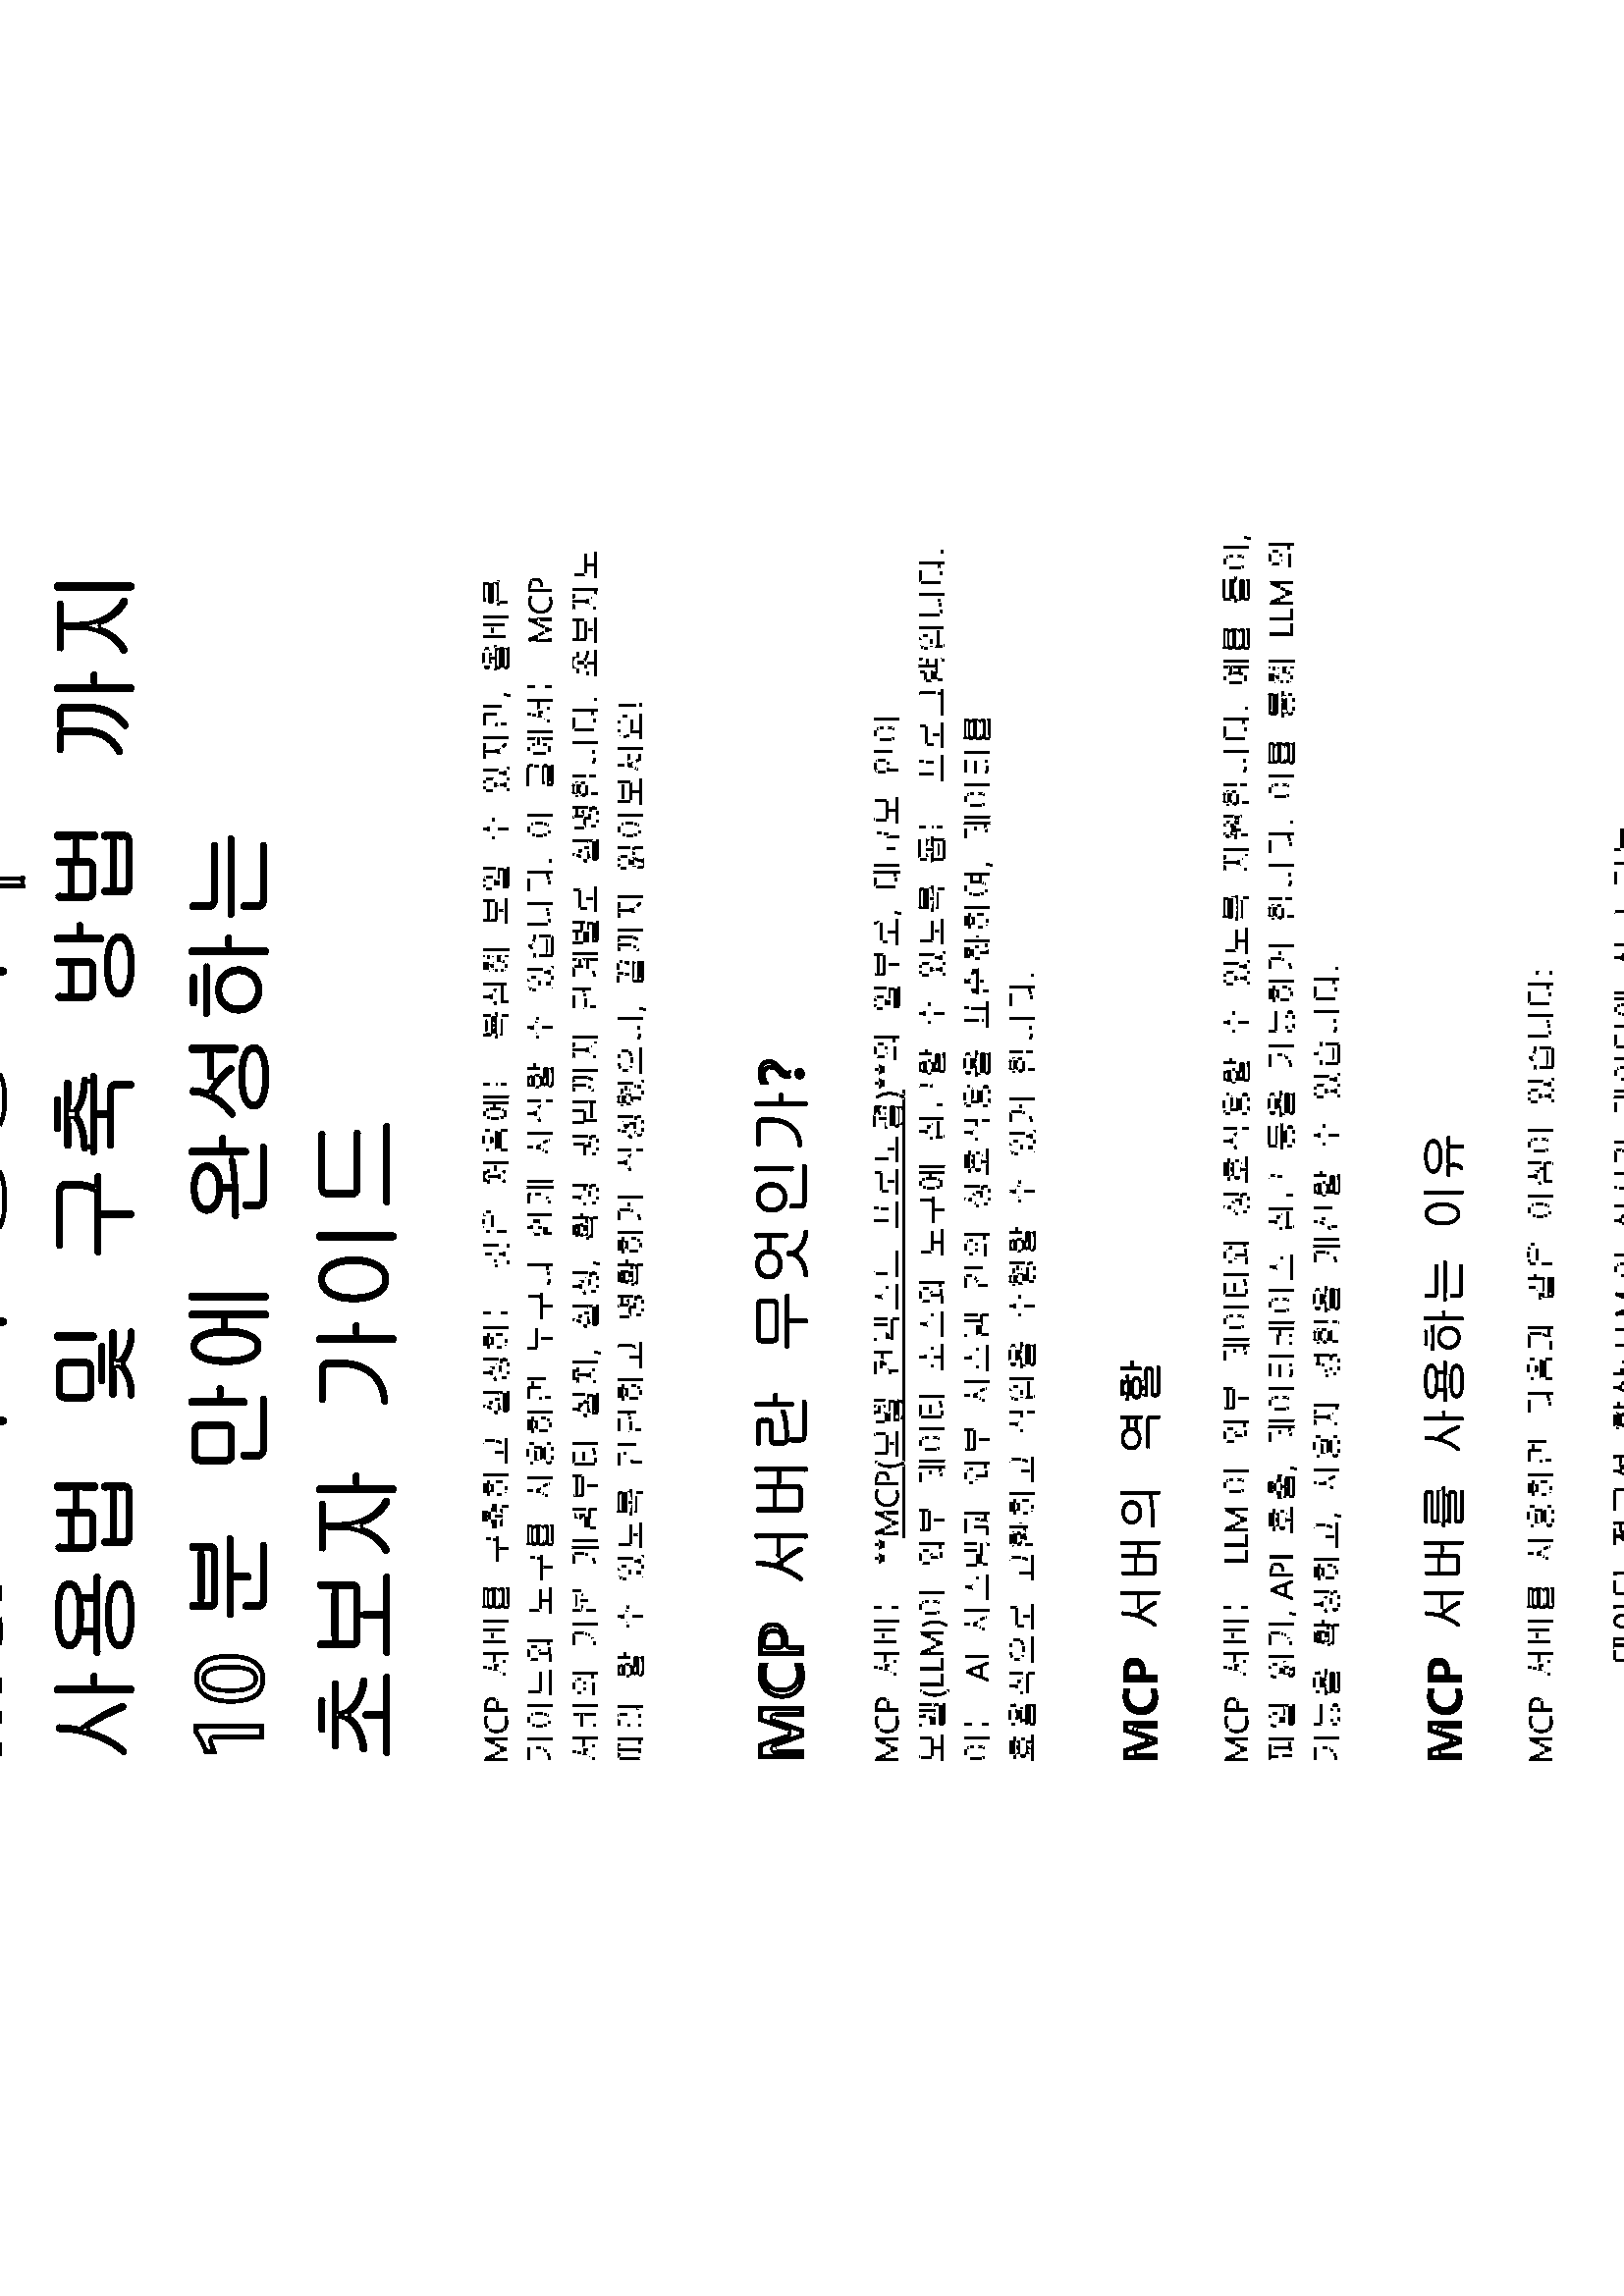 사용법 및 구축 방법 까지
10 분 만에 완성하는
초보자 가이드
MCP 서버를 구축하고 설정하는 것은 처음에는 복잡해 보일 수 있지만, 올바른
가이드와 도구를 사용하면 누구나 쉽게 시작할 수 있습니다. 이 글에서는 MCP
서버의 기본 개념부터 설치, 설정, 확장 방법까지 단계별로 설명합니다. 초보자도
따라 할 수 있도록 간단하고 명확하게 작성했으니, 끝까지 읽어보세요!
MCP 서버란 무엇인가?
MCP 서버는 **MCP(모델 컨텍스트 프로토콜)**의 일부로, 대규모 언어
모델(LLM)이 외부 데이터 소스와 도구에 접근할 수 있도록 돕는 프로그램입니다.
이는 AI 시스템과 외부 시스템 간의 상호작용을 표준화하여, 데이터를
효율적으로 교환하고 작업을 수행할 수 있게 합니다.
MCP 서버의 역할
MCP 서버는 LLM 이 외부 데이터와 상호작용할 수 있도록 지원합니다. 예를 들어,
파일 읽기, API 호출, 데이터베이스 접근 등을 가능하게 합니다. 이를 통해 LLM 의
기능을 확장하고, 사용자 경험을 개선할 수 있습니다.
MCP 서버를 사용하는 이유
MCP 서버를 사용하면 다음과 같은 이점이 있습니다: